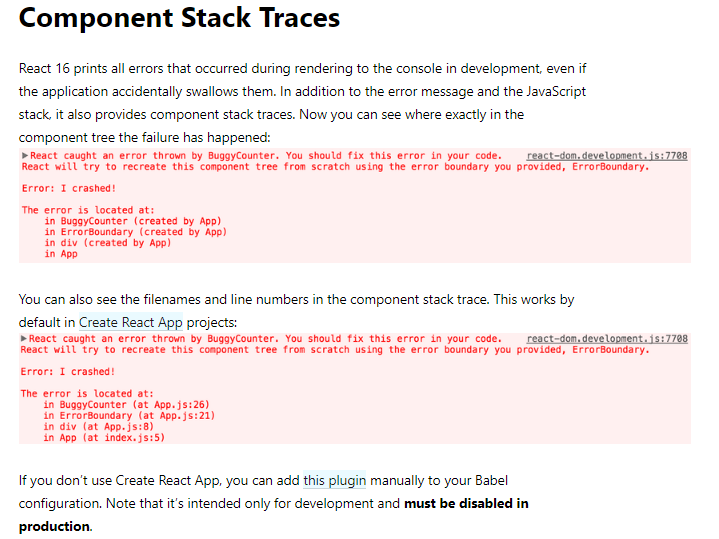 Component Stack Traces
React 16 prints all errors that occurred during rendering to the console in development, even if
the application accidentally swallows them. In addition to the error message and the JavaScript
stack, it also provides component stack traces. Now you can see where exactly in the
component tree the failure has happened:
▶React caught an error thrown by BuggyCounter. You should fix this error in your code. react-dom.development.js:7708
React will try to recreate this component tree from scratch using the error boundary you provided, ErrorBoundary.
Error: I crashed!
The error is located at:
in BuggyCounter (created by App)
in ErrorBoundary (created by App)
in div (created by App)
in App
You can also see the filenames and line numbers in the component stack trace. This works by
default in Create React App projects:
▶React caught an error thrown by BuggyCounter. You should fix this error in your code. react-dom.development.js:7708
React will try to recreate this component tree from scratch using the error boundary you provided, ErrorBoundary.
Error: I crashed!
The error is located at:
in BuggyCounter (at App.js:26)
in ErrorBoundary (at App.js:21)
in div (at App.js:8)
in App (at index.js:5)
If you don't use Create React App, you can add this plugin manually to your Babel
configuration. Note that it's intended only for development and must be disabled in
production.